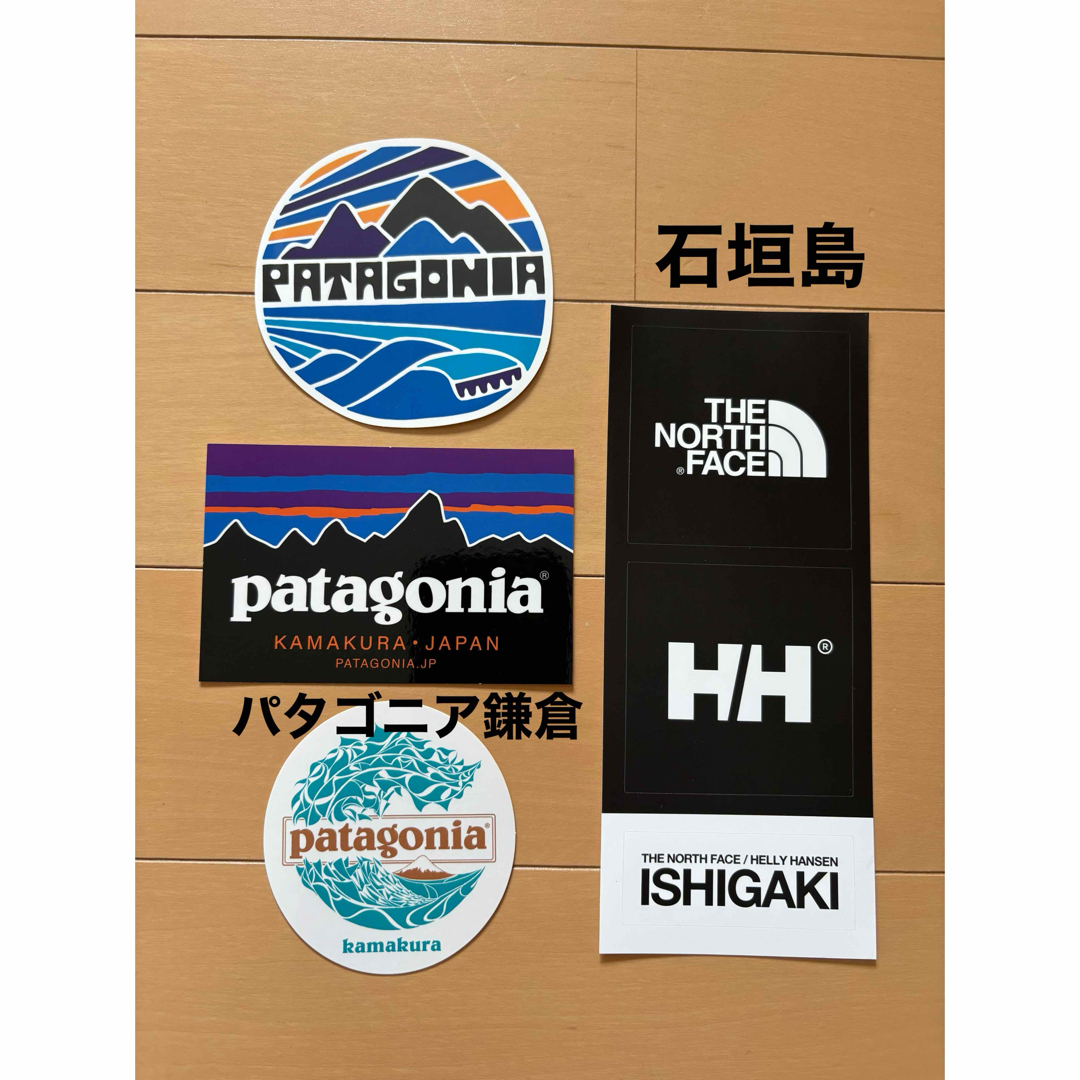 PATAGONIA
patagonia®
KAMAKURA・JAPAN
PATAGONIA.JP
パタゴニア鎌倉
patagonia®
kamakura
石垣島
THE
NORTH
® FACE
HH®
THE NORTH FACE / HELLY HANSEN
ISHIGAKI